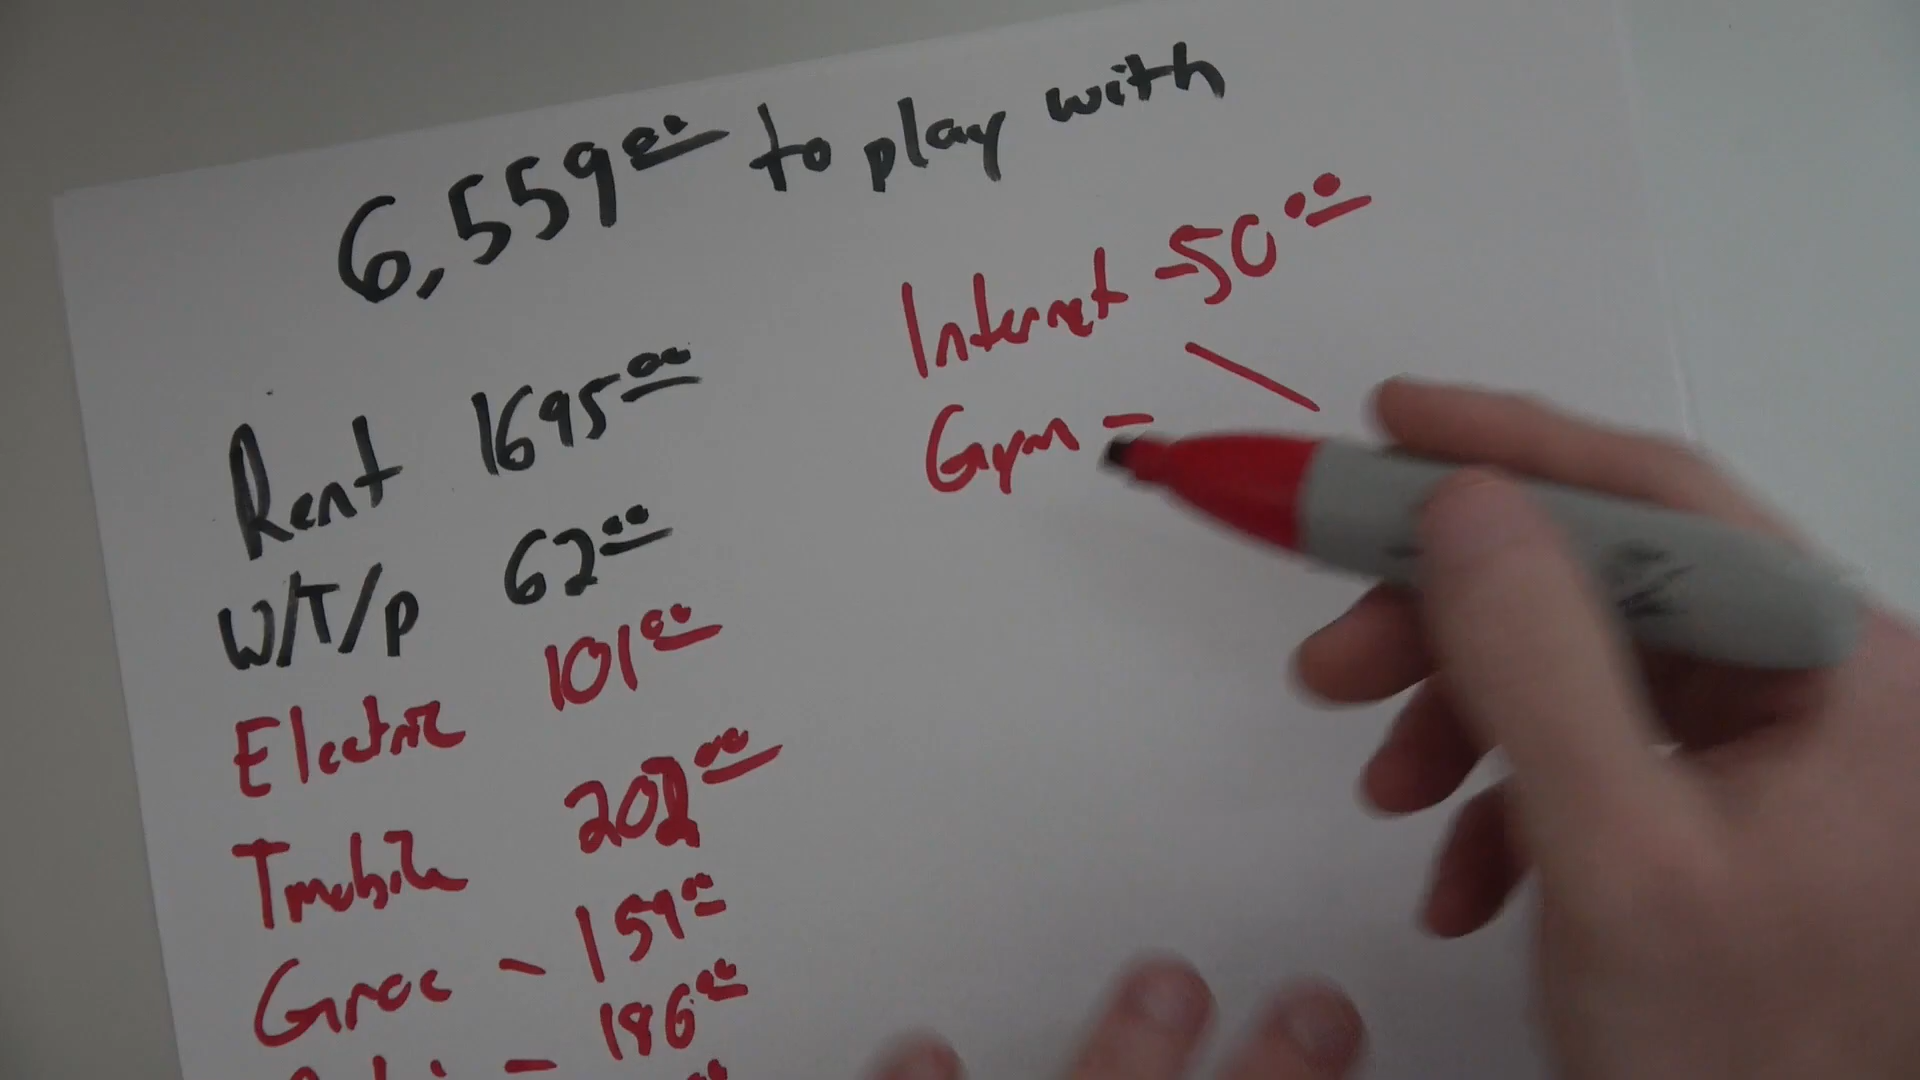 6,559.00 to play with
Rent 1695.00
W/T/P 62.00
Electric 101.00
Tmobile 202.00
Groc - 159.00
- 186.00
Internet - 50.00
Gym -